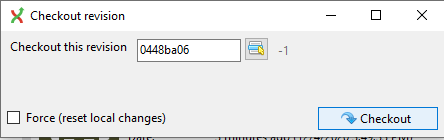 Checkout revision
Checkout this revision 0448ba06 -1
Force (reset local changes) Checkout